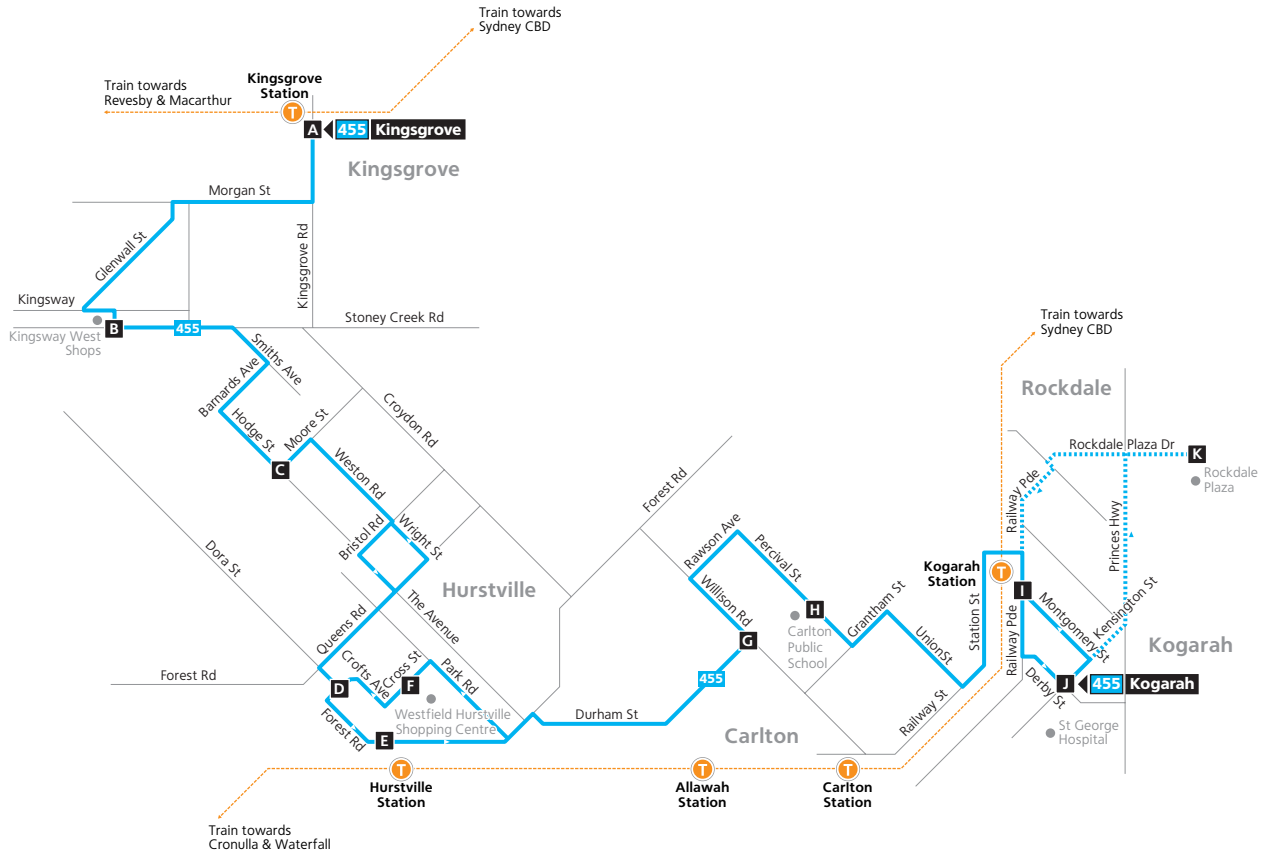 Train towards
Sydney CBD
Kingsgrove
Station
Train towards
Revesby & Macarthur
T
A
455
Kingsgrove
Kingsgrove
Morgan St
Glenwall St
Kingsgrove Rd
Kingsway
B
455
Stoney Creek Rd
Kingsway West
Shops
Smiths Ave
Barnards Ave
Hodge St
Moore St
C
Croydon Rd
Weston Rd
Bristol Rd
Wright St
Dora St
Hurstville
Queens Rd
The Avenue
Forest Rd
D
Crofts Ave
Cross St
F
Park Rd
Westfield Hurstville
Shopping Centre
Forest Rd
E
Forest Rd
Durham St
455
T
Hurstville
Station
T
Allawah
Station
T
Carlton
Station
Train towards
Cronulla & Waterfall
Carlton
Rawson Ave
Percival St
Willison Rd
G
H
Carlton
Public
School
Grantham St
UnionSt
Railway St
Station St
Kogarah
Station
T
Train towards
Sydney CBD
Rockdale
Rockdale Plaza Dr
K
Rockdale
Plaza
Railway Pde
Princes Hwy
I
Railway Pde
Montgomery St
Kensington St
Kogarah
Derby St
J
455
Kogarah
St George
Hospital